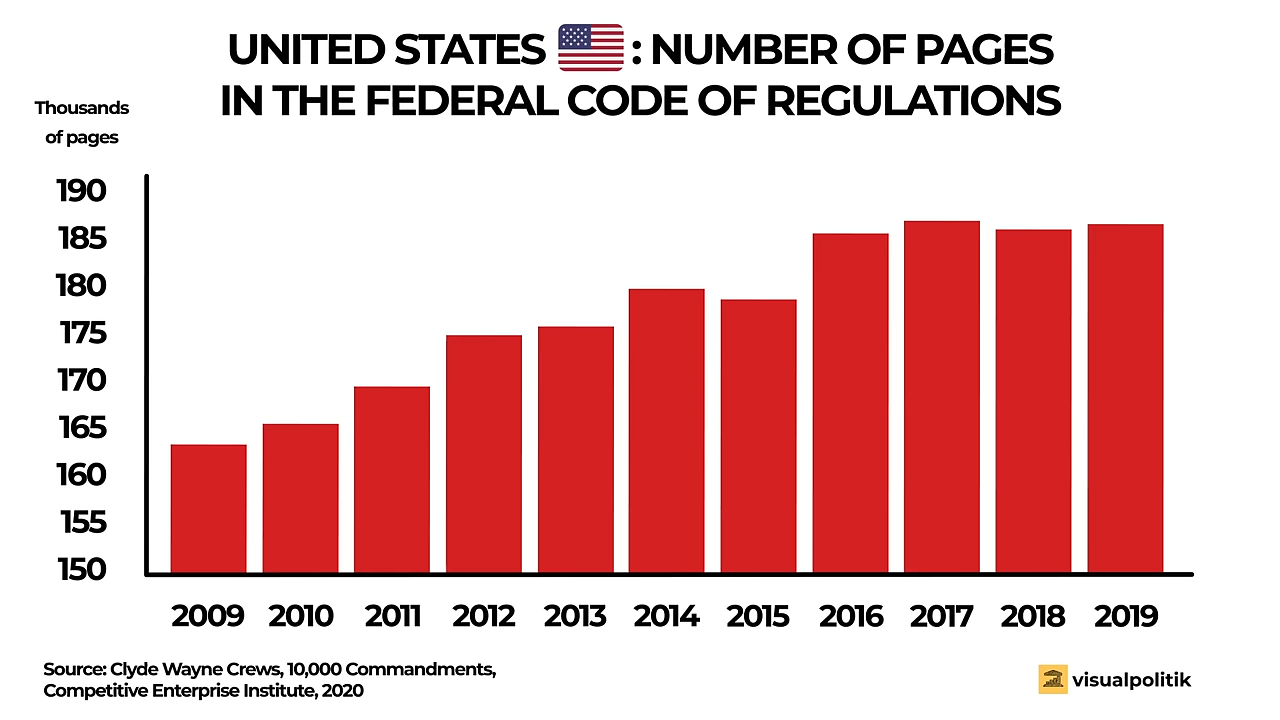 UNITED STATES : NUMBER OF PAGES
IN THE FEDERAL CODE OF REGULATIONS
Thousands
of pages
190
185
180
175
170
165
160
155
150
2009 2010 2011 2012 2013 2014 2015 2016 2017 2018 2019
Source: Clyde Wayne Crews, 10,000 Commandments,
Competitive Enterprise Institute, 2020
visualpolitik